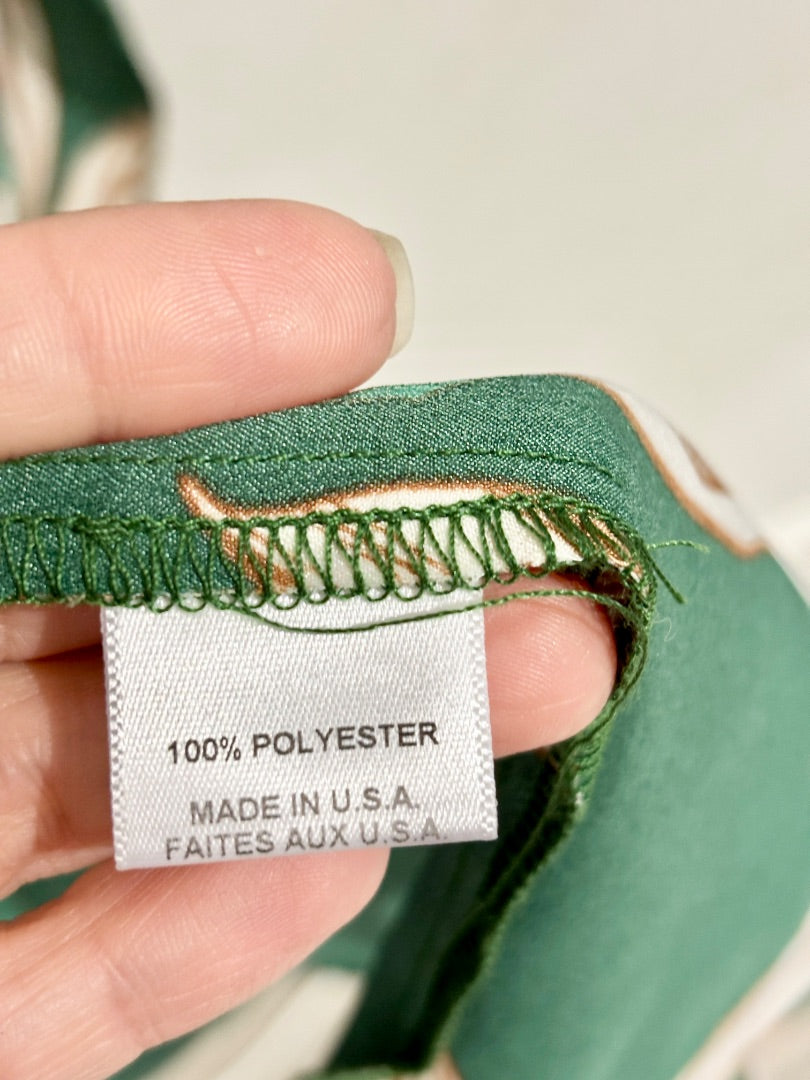 100% POLYESTER
MADE IN U.S.A.
FAITES AUX U.S.A.